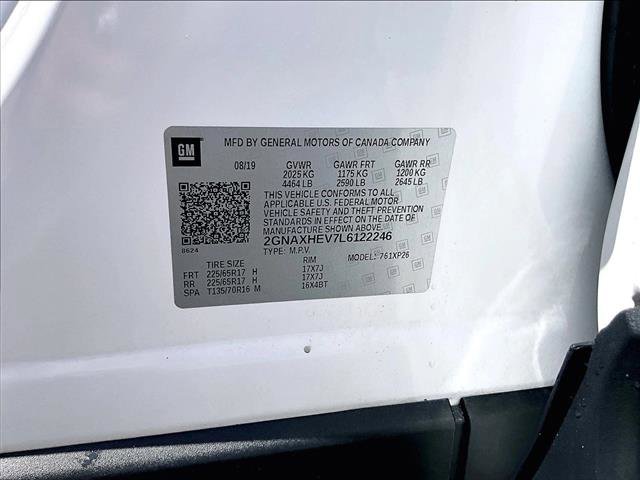 GM
MFD BY GENERAL MOTORS OF CANADA COMPANY
08/19 GVWR GAWR FRT GAWR RR
2025 KG 1175 KG 1200 KG
4464 LB 2590 LB 2645 LB
THIS VEHICLE CONFORMS TO ALL
APPLICABLE U.S. FEDERAL MOTOR
VEHICLE SAFETY AND THEFT PREVENTION
STANDARDS IN EFFECT ON THE DATE OF
MANUFACTURE SHOWN ABOVE.
8624 2GNAXHEV7L6122246
TYPE: M.P.V. MODEL: 761XP26
TIRE SIZE RIM
FRT 225/65R17 H 17X7J
RR 225/65R17 H 17X7J
SPA T135/70R16 M 16X4BT